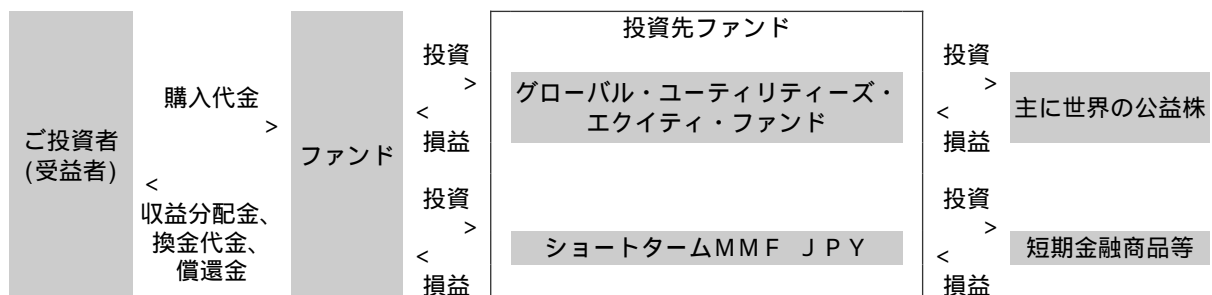 ご投資者
(受益者)
購入代金
>
<
収益分配金、
換金代金、
償還金
ファンド
投資
>
<
損益
投資
>
<
損益
投資先ファンド
グローバル・ユーティリティーズ・
エクイティ・ファンド
ショートタームＭＭＦ　ＪＰＹ
投資
>
<
損益
投資
>
<
損益
主に世界の公益株
短期金融商品等